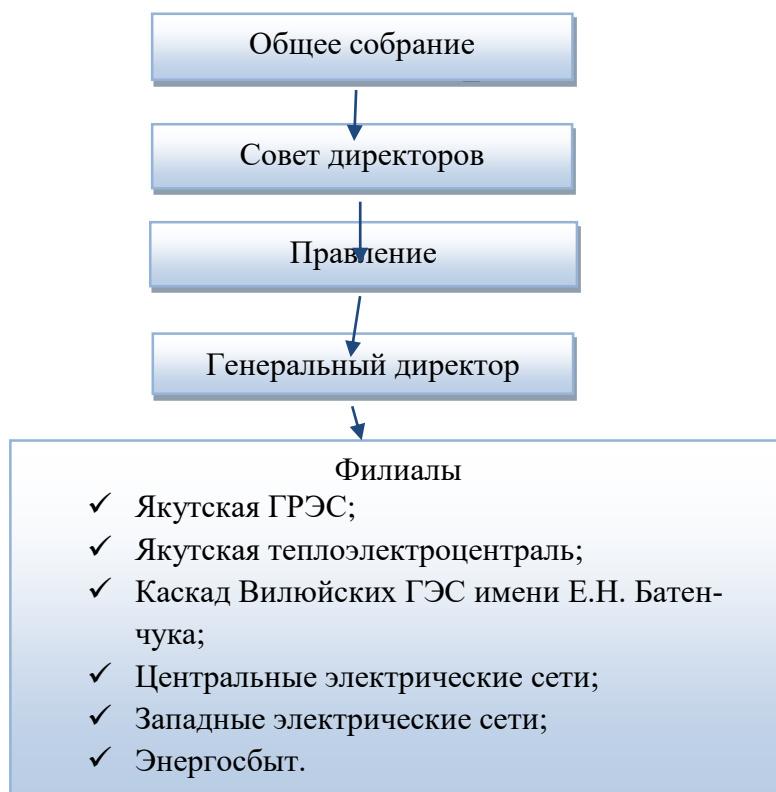 Общее собрание
Совет директоров
Правление
Генеральный директор
Филиалы
✓ Якутская ГРЭС;
✓ Якутская теплоэлектроцентраль;
✓ Каскад Вилюйских ГЭС имени Е.Н. Батен-
чука;
✓ Центральные электрические сети;
✓ Западные электрические сети;
✓ Энергосбыт.